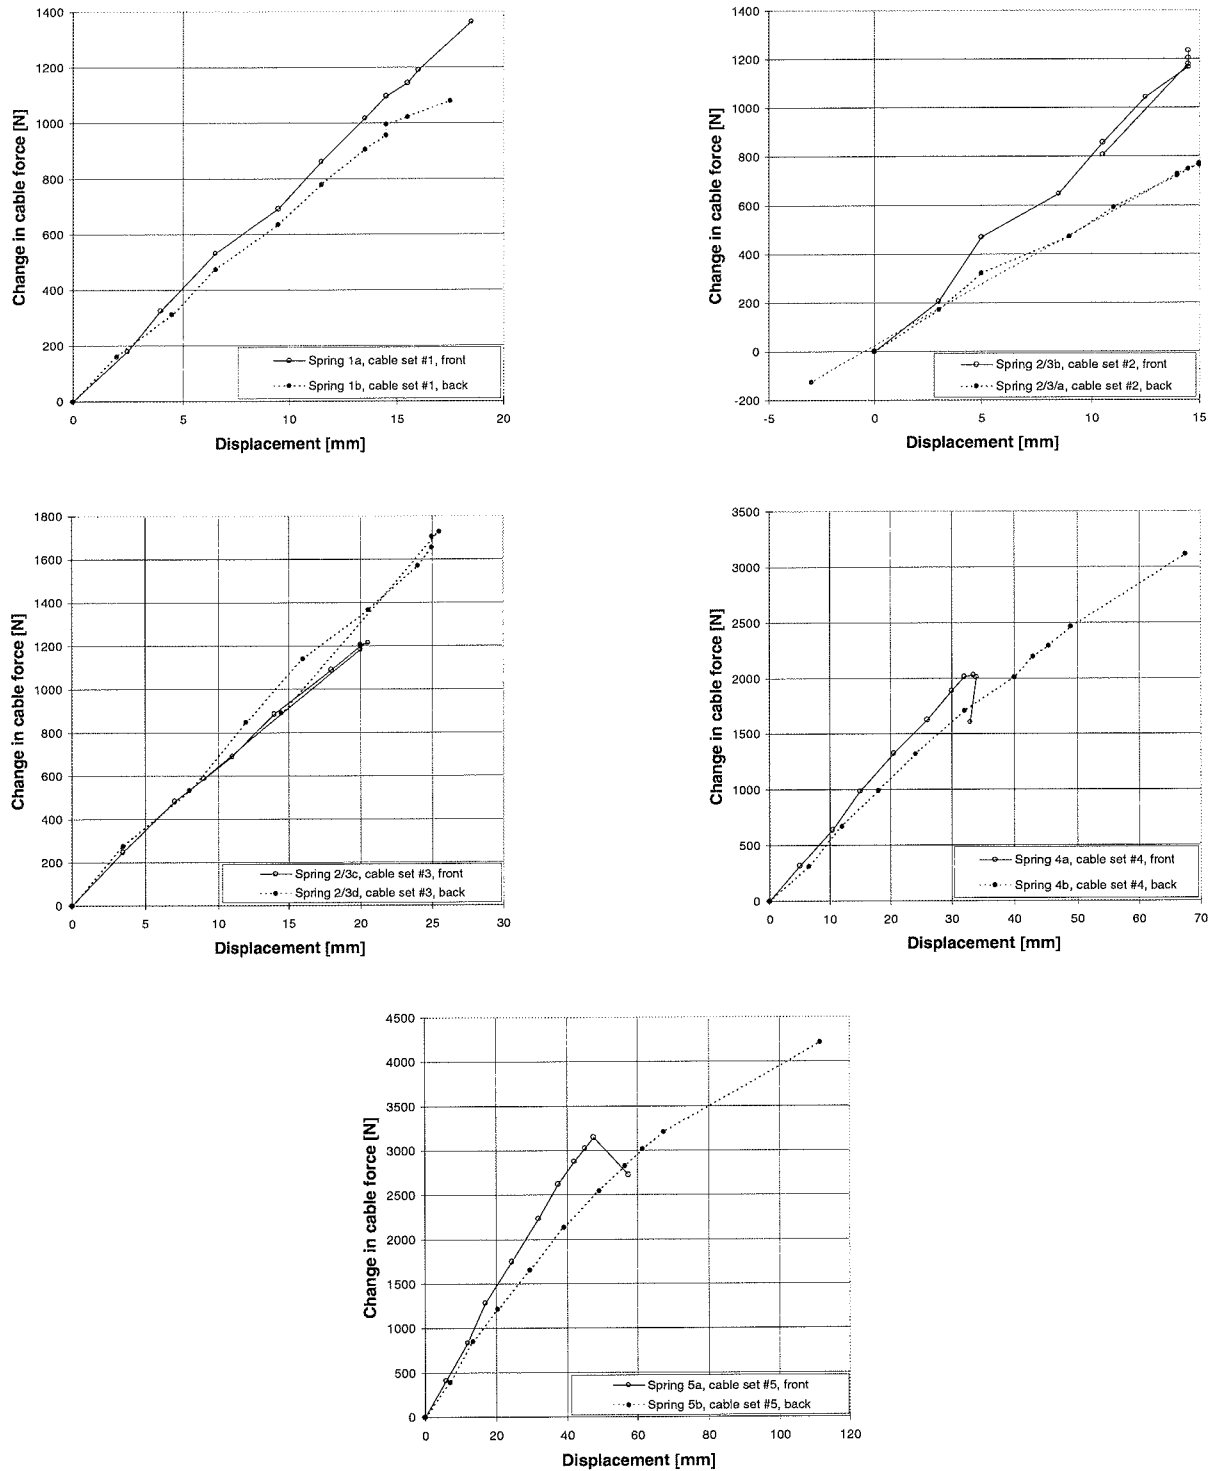 1400
1200
1000
800
600
400
200
0
Change in cable force [N]
Spring 1a, cable set #1, front
Spring 1b, cable set #1, back
0 5 10 15 20
Displacement [mm]
1400
1200
1000
800
600
400
200
0
-200
Change in cable force [N]
Spring 2/3b, cable set #2, front
Spring 2/3/a, cable set #2, back
-5 0 5 10 15
Displacement [mm]
1800
1600
1400
1200
1000
800
600
400
200
0
Change in cable force [N]
Spring 2/3c, cable set #3, front
Spring 2/3d, cable set #3, back
0 5 10 15 20 25 30
Displacement [mm]
3500
3000
2500
2000
1500
1000
500
0
Change in cable force [N]
Spring 4a, cable set #4, front
Spring 4b, cable set #4, back
0 10 20 30 40 50 60 70
Displacement [mm]
4500
4000
3500
3000
2500
2000
1500
1000
500
0
Change in cable force [N]
Spring 5a, cable set #5, front
Spring 5b, cable set #5, back
0 20 40 60 80 100 120
Displacement [mm]